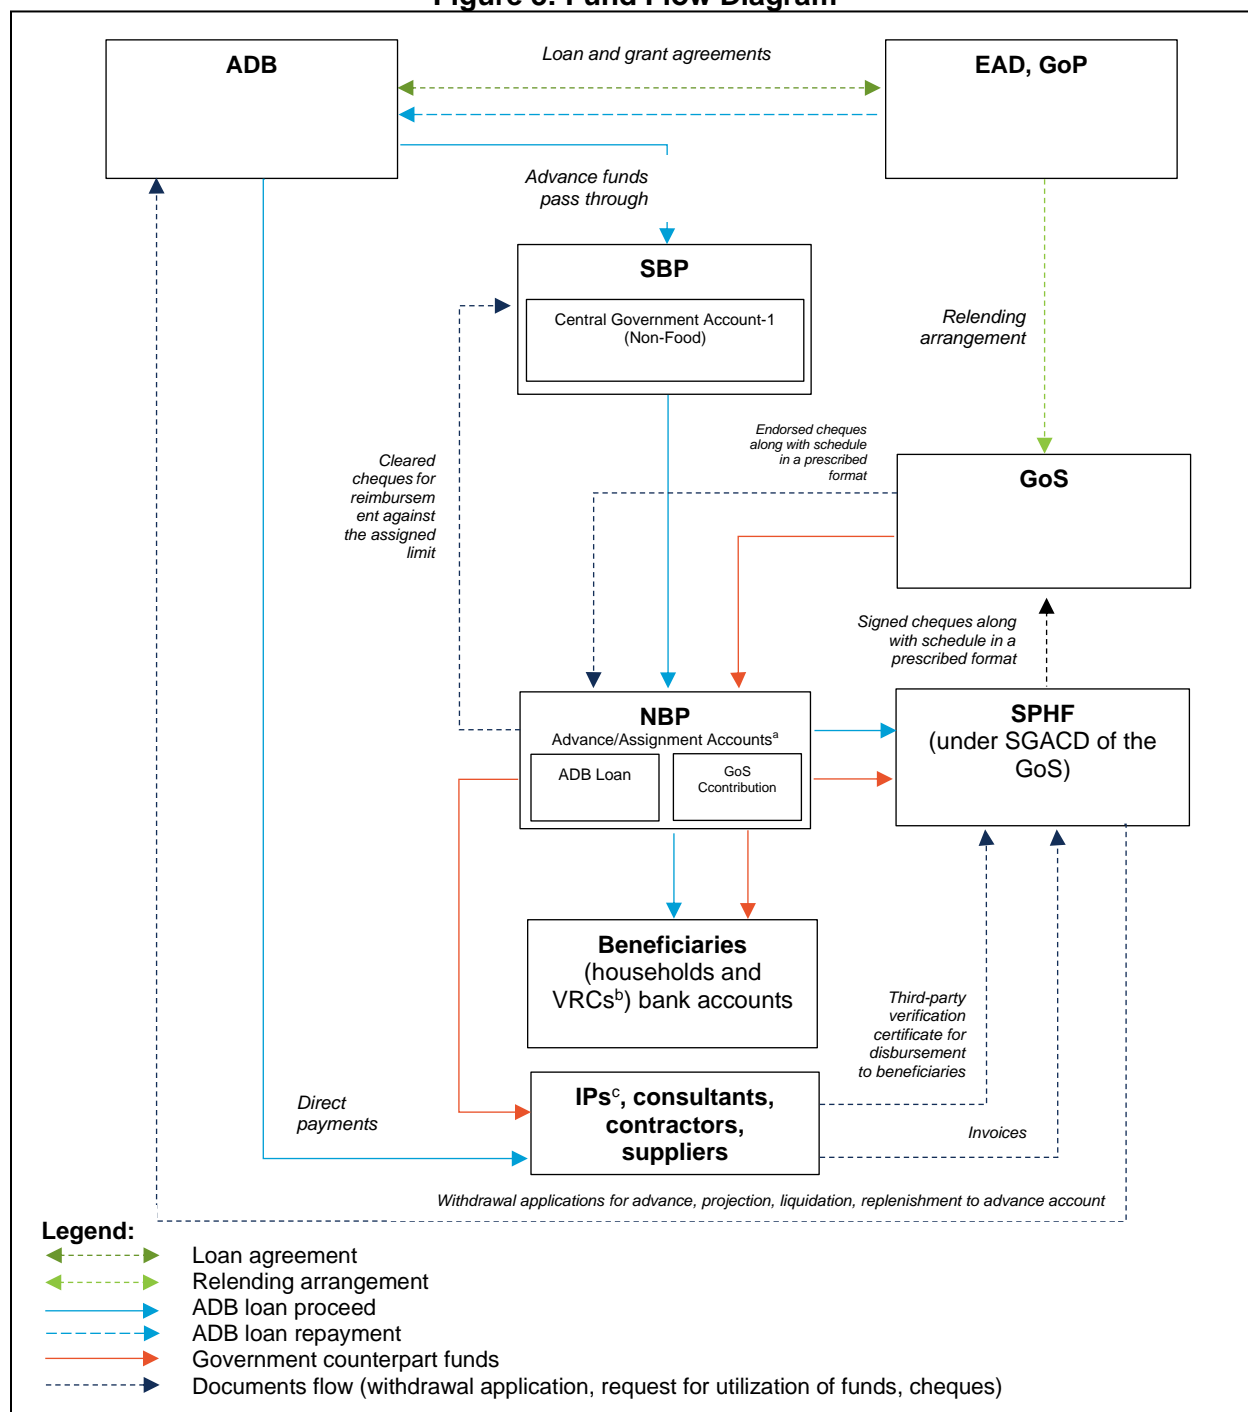 Figure 3: Fund Flow Diagram
ADB
Loan and grant agreements
EAD, GoP
Advance funds
pass through
SBP
Central Government Account-1
(Non-Food)
Relending
arrangement
Cleared
cheques for
reimbursem
ent against
the assigned
limit
Endorsed cheques
along with schedule
in a prescribed
format
GoS
Signed cheques along
with schedule in a
prescribed format
NBP
Advance/Assignment Accountsᵃ
ADB Loan
GoS
Ccontribution
SPHF
(under SGACD of the
GoS)
Beneficiaries
(households and
VRCsᵇ) bank accounts
Third-party
verification
certificate for
disbursement
to beneficiaries
Direct
payments
IPsᶜ, consultants,
contractors,
suppliers
Invoices
Withdrawal applications for advance, projection, liquidation, replenishment to advance account
Legend:
Loan agreement
Relending arrangement
ADB loan proceed
ADB loan repayment
Government counterpart funds
Documents flow (withdrawal application, request for utilization of funds, cheques)